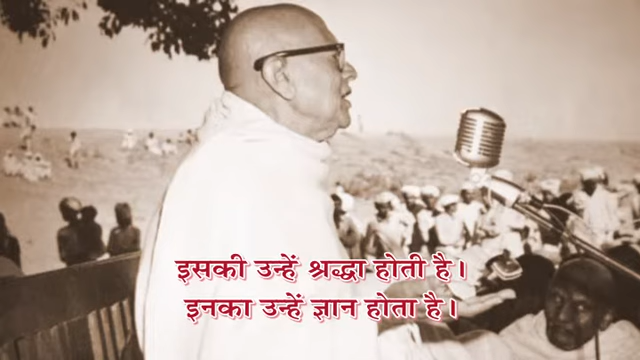 इसकी उन्हें श्रद्धा होती है।
इनका उन्हें ज्ञान होता है।